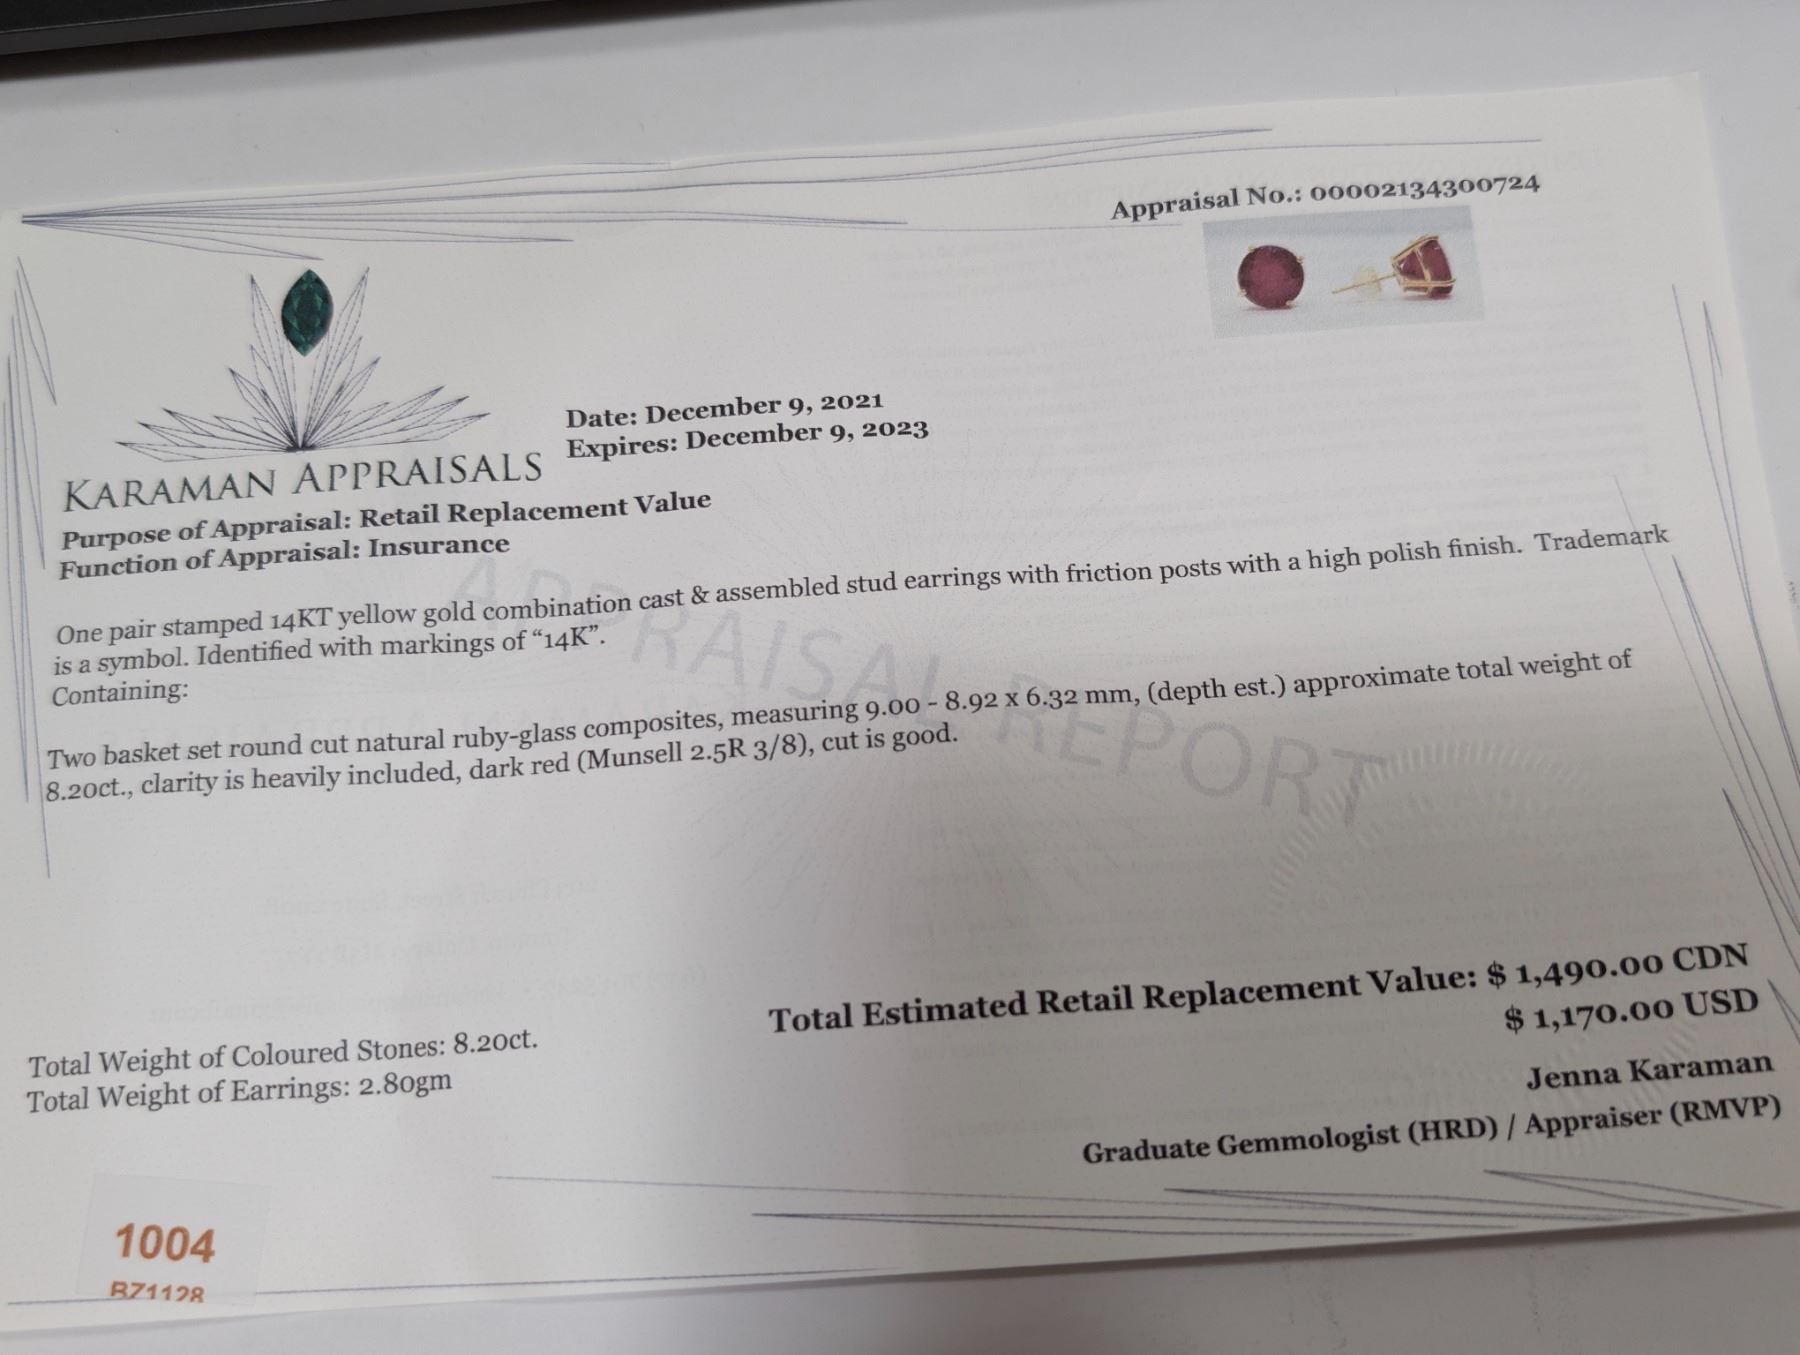 Appraisal No.: 00002134300724
KARAMAN APPRAISALS
Date: December 9, 2021
Expires: December 9, 2023
Purpose of Appraisal: Retail Replacement Value
Function of Appraisal: Insurance
One pair stamped 14KT yellow gold combination cast & assembled stud earrings with friction posts with a high polish finish. Trademark
is a symbol. Identified with markings of “14K”.
Containing:
Two basket set round cut natural ruby-glass composites, measuring 9.00 - 8.92 x 6.32 mm, (depth est.) approximate total weight of
8.20ct., clarity is heavily included, dark red (Munsell 2.5R 3/8), cut is good.
APPRAISAL REPORT
Total Estimated Retail Replacement Value: $ 1,490.00 CDN
$ 1,170.00 USD
Total Weight of Coloured Stones: 8.20ct.
Total Weight of Earrings: 2.80gm
Jenna Karaman
Graduate Gemmologist (HRD) / Appraiser (RMVP)
1004
BZ1128